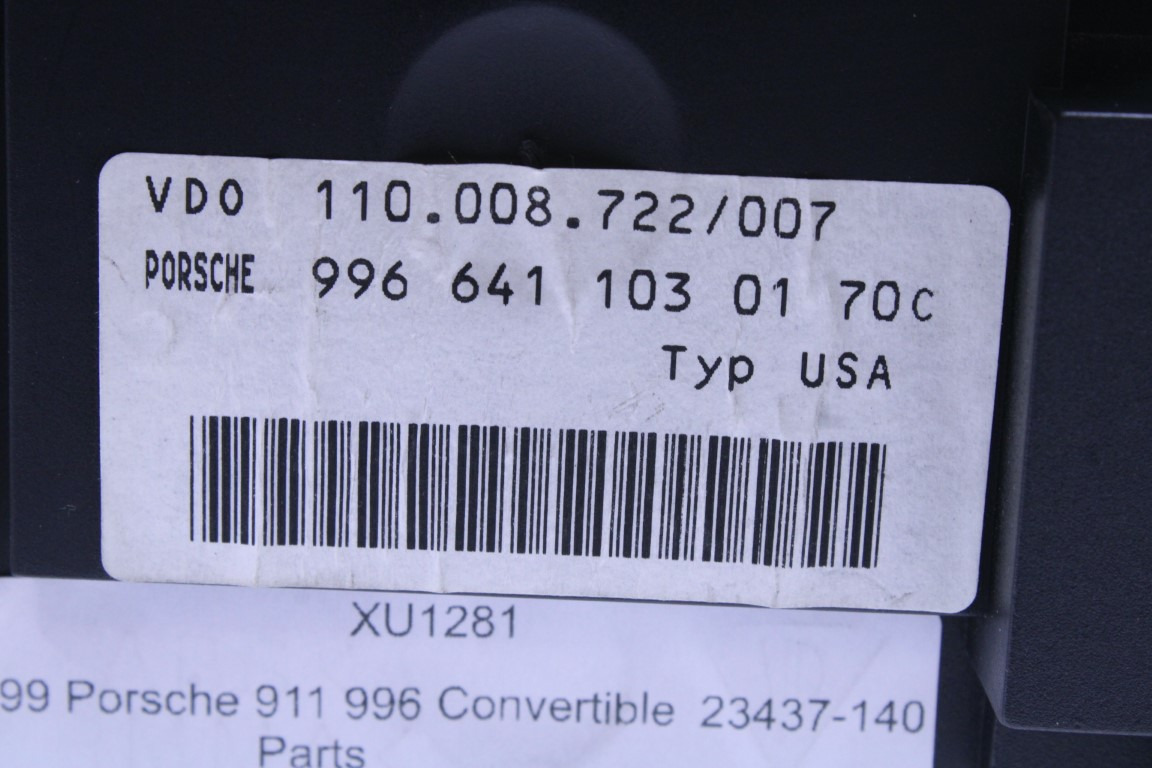 VDO 110.008.722/007
PORSCHE 996 641 103 01 70C
Typ USA
XU1281
99 Porsche 911 996 Convertible 23437-140
Parts